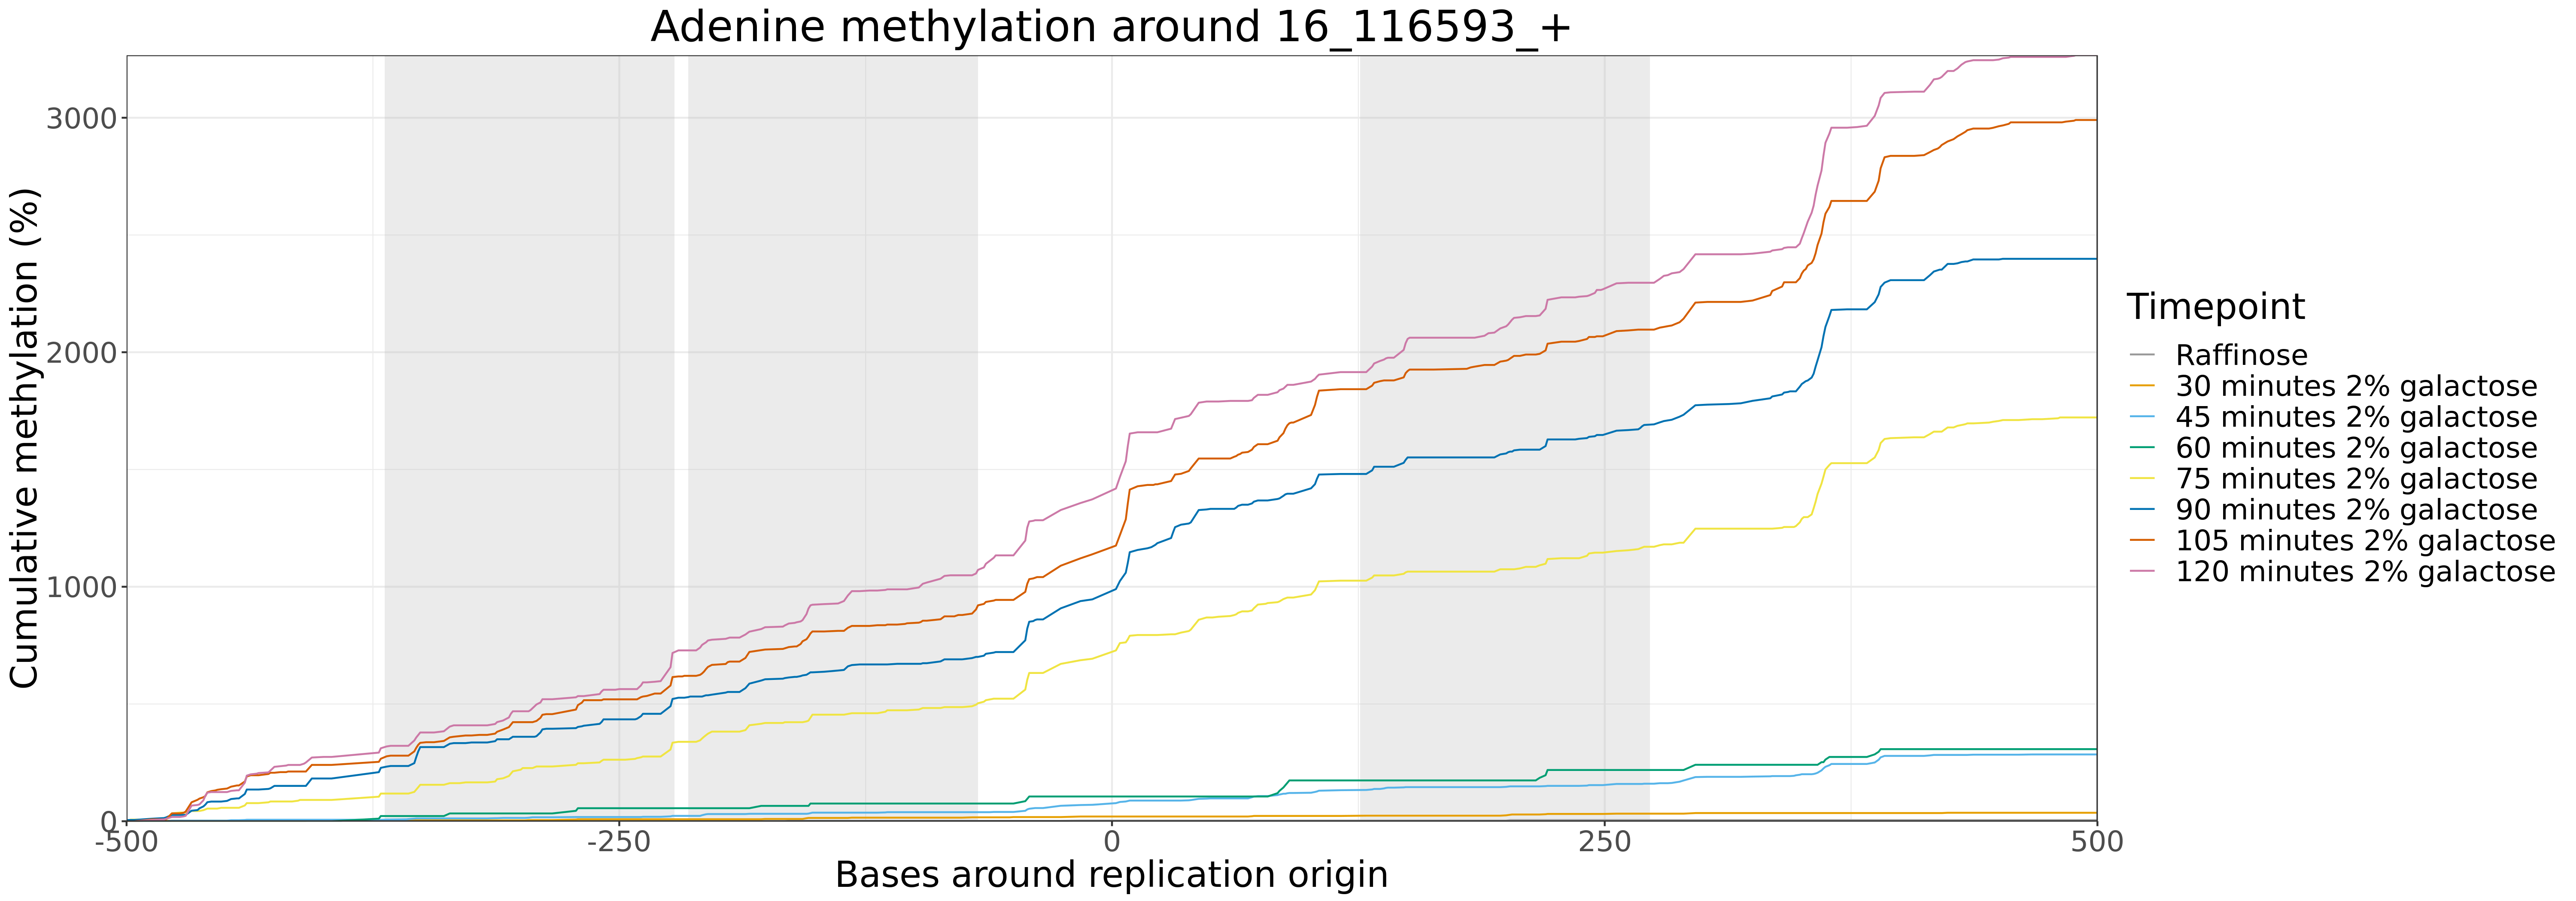 Adenine methylation around 16_116593_+
Cumulative methylation (%)
3000
2000
1000
0
-500
-250
0
250
500
Bases around replication origin
Timepoint
Raffinose
30 minutes 2% galactose
45 minutes 2% galactose
60 minutes 2% galactose
75 minutes 2% galactose
90 minutes 2% galactose
105 minutes 2% galactose
120 minutes 2% galactose